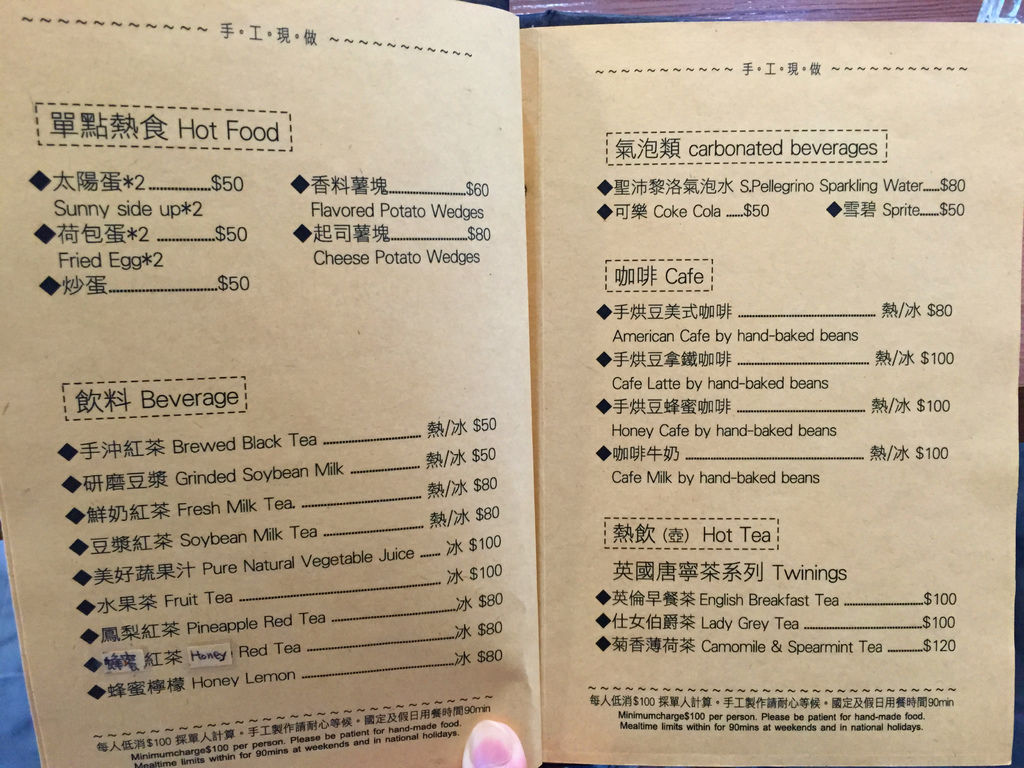 ~~~~~~~~~~~ 手。工。現。做 ~~~~~~~~~~~
單點熱食 Hot Food
◆太陽蛋*2..............$50
Sunny side up*2
◆荷包蛋*2..............$50
Fried Egg*2
◆炒蛋..............$50
◆香料薯塊..............$60
Flavored Potato Wedges
◆起司薯塊..............$80
Cheese Potato Wedges
飲料 Beverage
◆手沖紅茶 Brewed Black Tea .............. 熱/冰 $50
◆研磨豆漿 Grinded Soybean Milk .............. 熱/冰 $50
◆鮮奶紅茶 Fresh Milk Tea .............. 熱/冰 $80
◆豆漿紅茶 Soybean Milk Tea .............. 熱/冰 $80
◆美好蔬果汁 Pure Natural Vegetable Juice ...... 冰 $100
◆水果茶 Fruit Tea .............. 冰 $100
◆鳳梨紅茶 Pineapple Red Tea .............. 冰 $80
◆蜂蜜紅茶 Honey Red Tea .............. 冰 $80
◆蜂蜜檸檬 Honey Lemon .............. 冰 $80
~~~~~~~~~~~~~~~~~~~~~~
每人低消$100 採單人計算。手工製作請耐心等候。國定及假日用餐時間90min
Minimumcharge$100 per person. Please be patient for hand-made food.
Mealtime limits within for 90mins at weekends and in national holidays.
~~~~~~~~~~~ 手。工。現。做 ~~~~~~~~~~~
氣泡類 carbonated beverages
◆聖沛黎洛氣泡水 S.Pellegrino Sparkling Water.....$80
◆可樂 Coke Cola .....$50 ◆雪碧 Sprite.....$50
咖啡 Cafe
◆手烘豆美式咖啡 .............. 熱/冰 $80
American Cafe by hand-baked beans
◆手烘豆拿鐵咖啡 .............. 熱/冰 $100
Cafe Latte by hand-baked beans
◆手烘豆蜂蜜咖啡 .............. 熱/冰 $100
Honey Cafe by hand-baked beans
◆咖啡牛奶 .............. 熱/冰 $100
Cafe Milk by hand-baked beans
熱飲 (壺) Hot Tea
英國唐寧茶系列 Twinings
◆英倫早餐茶 English Breakfast Tea ..............$100
◆仕女伯爵茶 Lady Grey Tea ..............$100
◆菊香薄荷茶 Camomile & Spearmint Tea ..............$120
~~~~~~~~~~~~~~~~~~~~~~
每人低消$100 採單人計算。手工製作請耐心等候。國定及假日用餐時間90min
Minimumcharge$100 per person. Please be patient for hand-made food.
Mealtime limits within for 90mins at weekends and in national holidays.